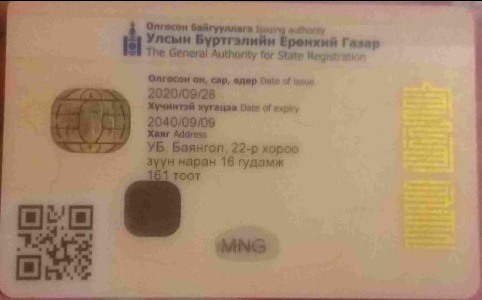 Олгосон байгууллага Issuing authority
Улсын Бүртгэлийн Ерөнхий Газар
The General Authority for State Registration
Олгосон он, сар, өдөр Date of issue
2020/09/28
Хүчинтэй хугацаа Date of expiry
2040/09/09
Хаяг Address
УБ, Баянгол, 22-р хороо
зүүн наран 16 гудамж
161 тоот
MNG